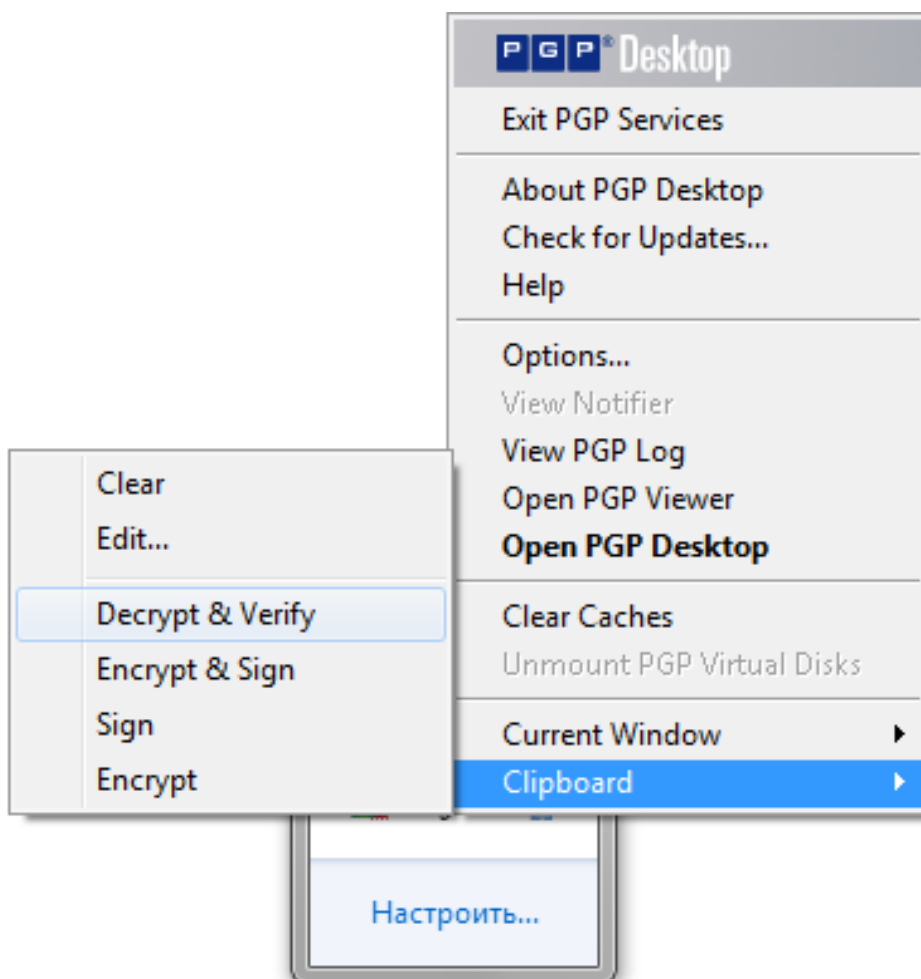 PGP® Desktop
Exit PGP Services
About PGP Desktop
Check for Updates...
Help
Options...
View Notifier
View PGP Log
Open PGP Viewer
Open PGP Desktop
Clear Caches
Unmount PGP Virtual Disks
Current Window
Clipboard
Clear
Edit...
Decrypt & Verify
Encrypt & Sign
Sign
Encrypt
Настроить...